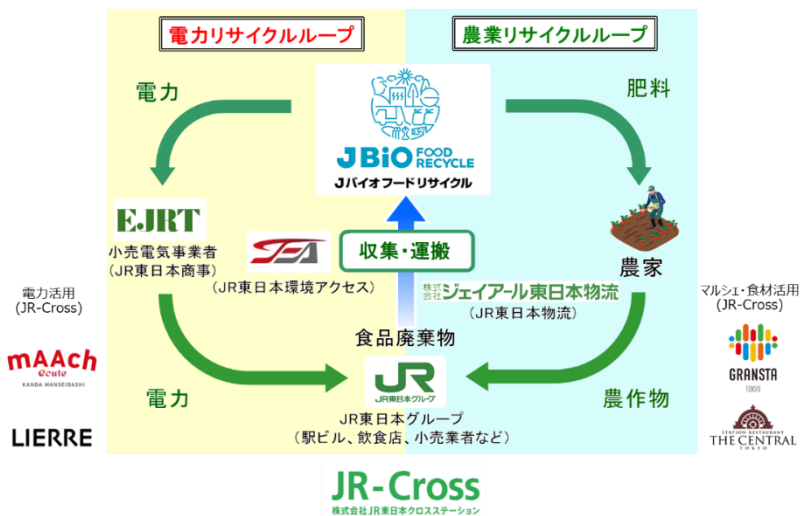 電力リサイクルループ
農業リサイクルループ
電力
肥料
J BiO FOOD RECYCLE
Jバイオフードリサイクル
EJRT
小売電気事業者
(JR東日本商事)
JEA
(JR東日本環境アクセス)
収集・運搬
株式会社ジェイアール東日本物流
(JR東日本物流)
農家
電力活用
(JR-Cross)
マルシェ・食材活用
(JR-Cross)
食品廃棄物
mAAch
ecute
KANDA MANSEIBASHI
GRANSTA
TOKYO
JR
JR東日本グループ
電力
農作物
JR東日本グループ
(駅ビル、飲食店、小売業者など)
LIERRE
STATION RESTAURANT
THE CENTRAL
TOKYO
JR-Cross
株式会社JR東日本クロスステーション